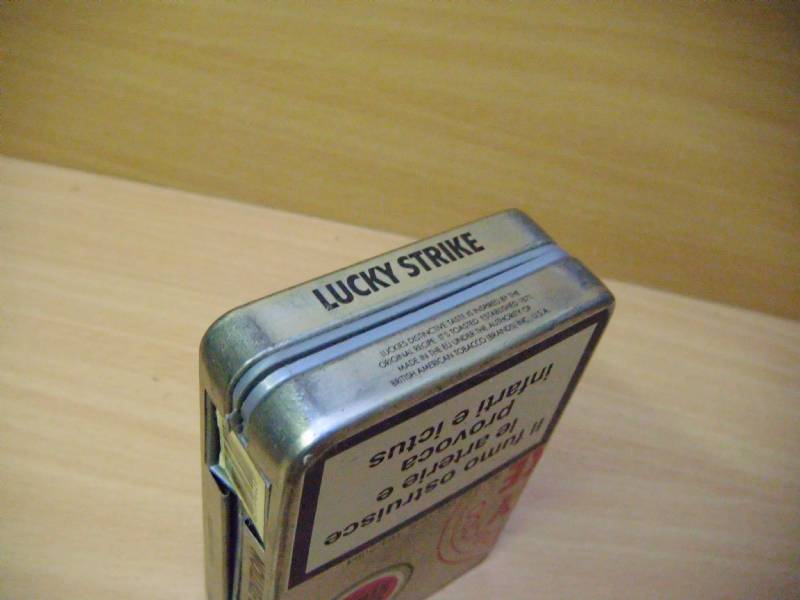 LUCKY STRIKE
LUCKIES DISTINCTIVE TASTE IS INSPIRED BY THE
ORIGINAL RECIPE. IT'S TOASTED. ESTABLISHED 1871.
MADE IN THE EU UNDER THE AUTHORITY OF
BRITISH AMERICAN TOBACCO (BRANDS) INC., U.S.A.
Il fumo ostruisce
le arterie e
provoca
infarti e ictus